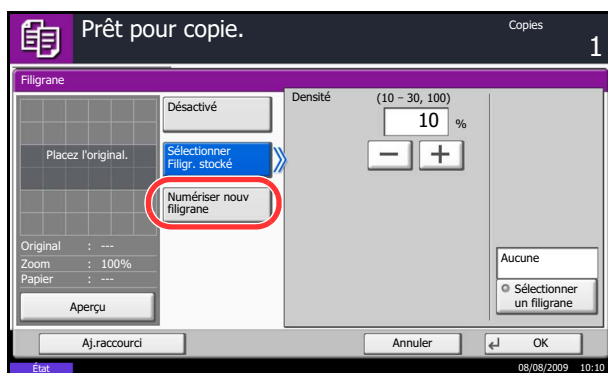 Prêt pour copie.
Copies
1
Filigrane
Placez l'original.
Original : ---
Zoom : 100%
Papier : ---
Aperçu
Désactivé
Sélectionner
Filigr. stocké
Numériser nouv
filigrane
Densité
(10 – 30, 100)
10 %
Aucune
Sélectionner
un filigrane
Aj.raccourci
Annuler
OK
État
08/08/2009 10:10